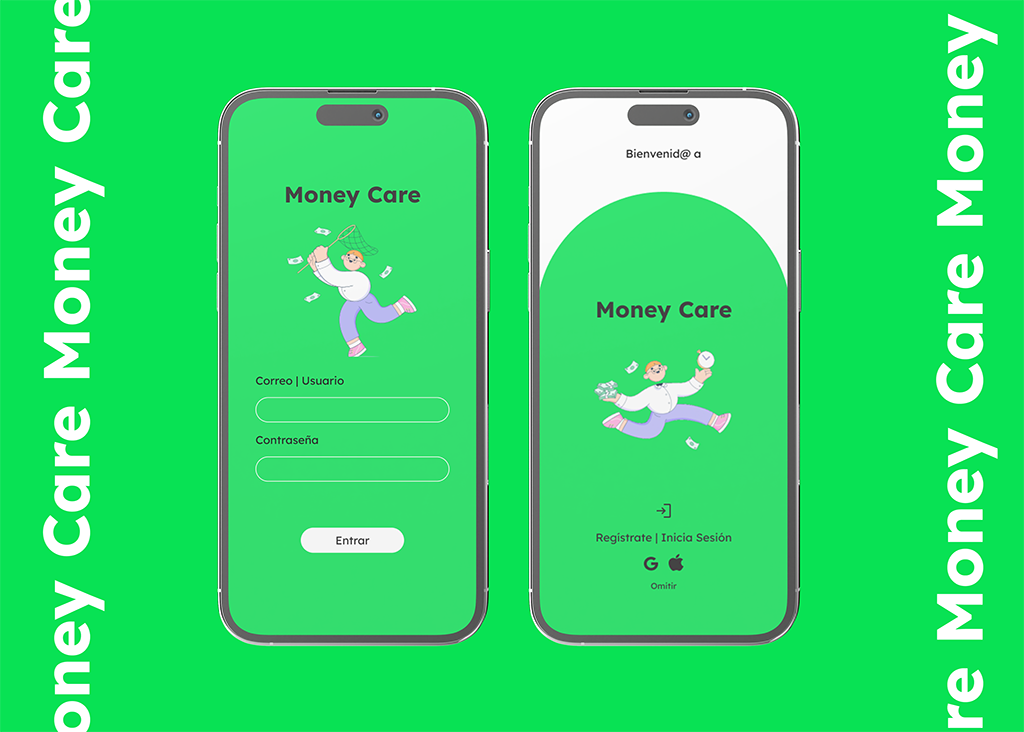 oney Care Money Care
Money Care
Correo | Usuario
Contraseña
Entrar
Bienvenid@ a
Money Care
Regístrate | Inicia Sesión
G
Omitir
re Money Care Money